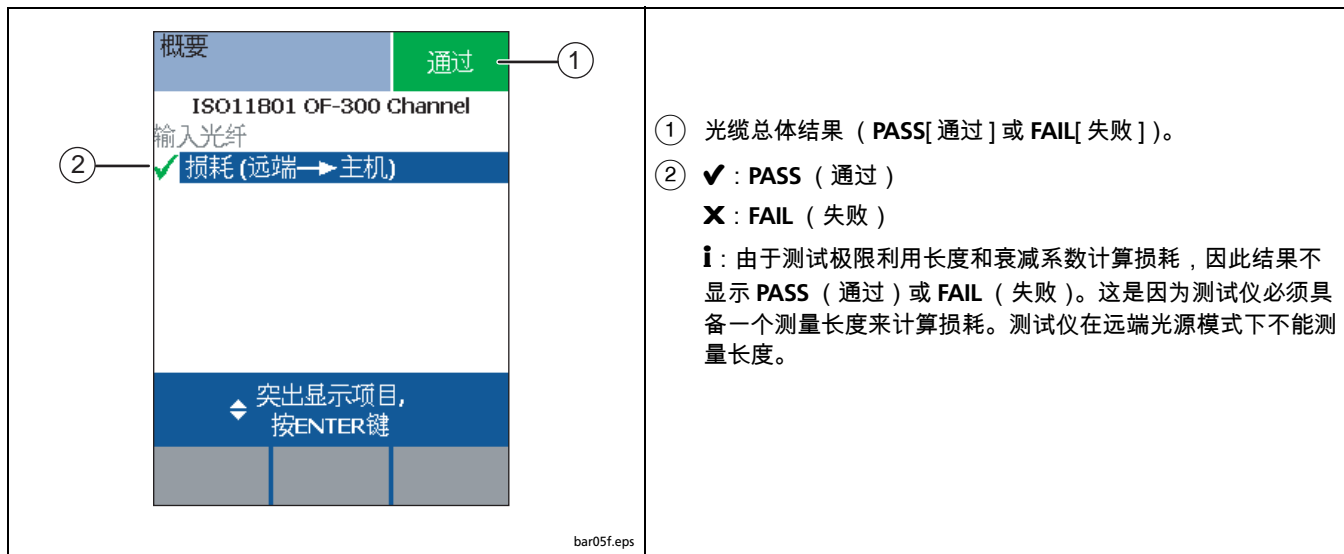 概要
通过
①
ISO11801 OF-300 Channel
输入光纤
②
✓ 损耗 (远端→主机)
突出显示项目,
按ENTER键
bar05f.eps
① 光缆总体结果 （PASS[ 通过 ] 或 FAIL[ 失败 ] )。
② ✔：PASS （通过）
✘：FAIL （失败）
i：由于测试极限利用长度和衰减系数计算损耗，因此结果不
显示 PASS （通过）或 FAIL （失败）。这是因为测试仪必须具
备一个测量长度来计算损耗。测试仪在远端光源模式下不能测
量长度。